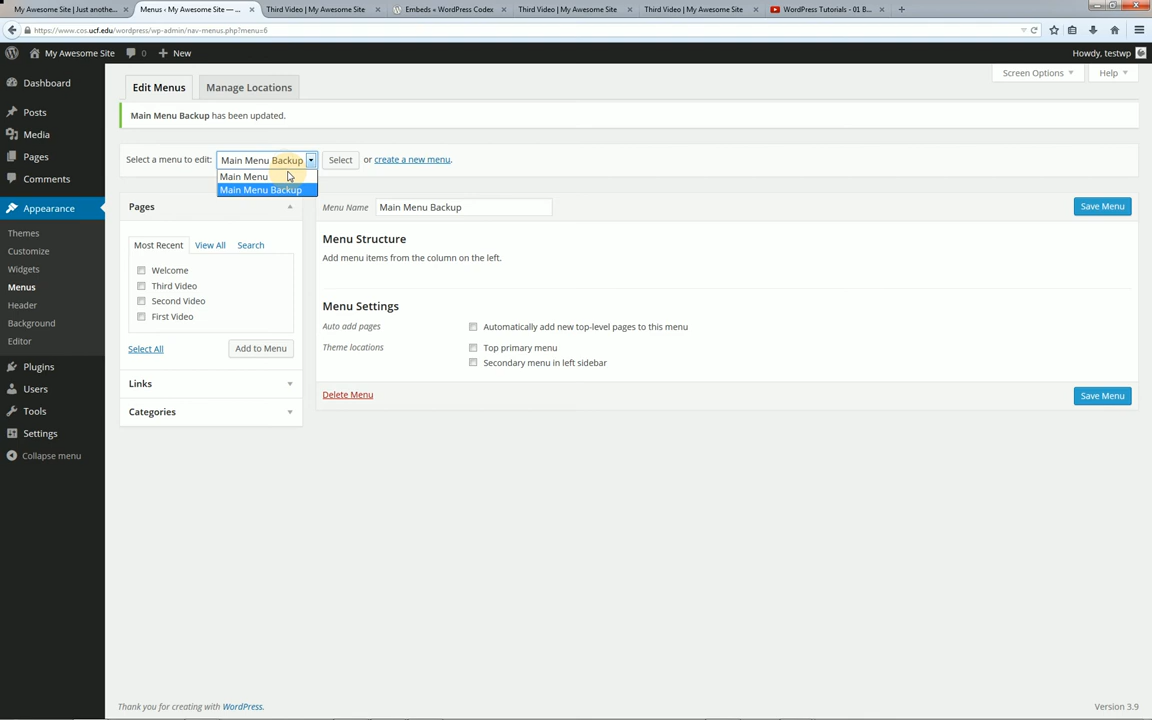 My Awesome Site | Just anothe...
Menus ‹ My Awesome Site — ...
Third Video | My Awesome Site
Embeds « WordPress Codex
Third Video | My Awesome Site
Third Video | My Awesome Site
WordPress Tutorials - 01 B...
https://www.cos.ucf.edu/wordpress/wp-admin/nav-menus.php?menu=6
My Awesome Site
0
+ New
Howdy, testwp
Dashboard
Posts
Media
Pages
Comments
Appearance
Themes
Customize
Widgets
Menus
Header
Background
Editor
Plugins
Users
Tools
Settings
Collapse menu
Screen Options
Help
Edit Menus
Manage Locations
Main Menu Backup has been updated.
Select a menu to edit: Main Menu Backup Select or create a new menu.
Main Menu
Main Menu Backup
Pages
Most Recent View All Search
Welcome
Third Video
Second Video
First Video
Select All
Add to Menu
Links
Categories
Menu Name Main Menu Backup
Save Menu
Menu Structure
Add menu items from the column on the left.
Menu Settings
Auto add pages Automatically add new top-level pages to this menu
Theme locations Top primary menu
Secondary menu in left sidebar
Delete Menu
Save Menu
Thank you for creating with WordPress.
Version 3.9